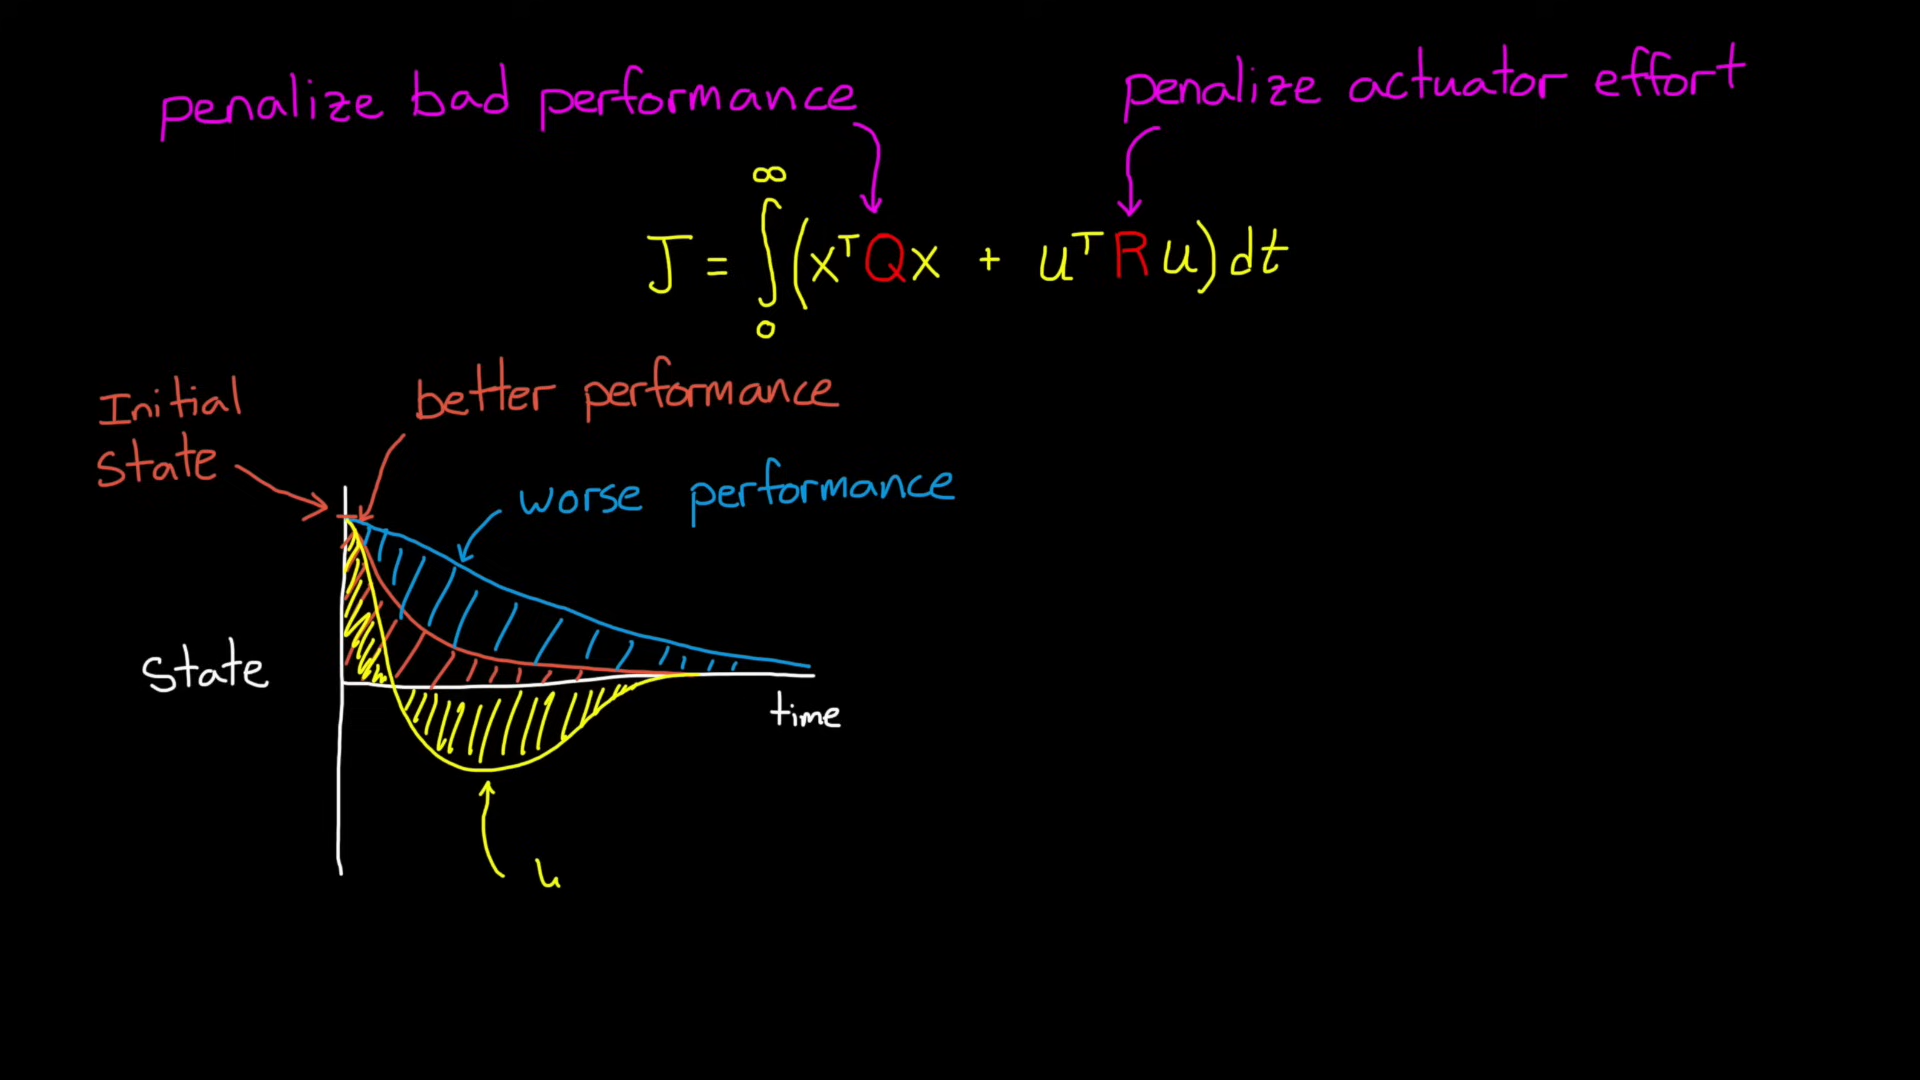 penalize bad performance
penalize actuator effort
J = ∫₀^∞ (xᵀQx + uᵀRu)dt
Initial
state
better performance
worse performance
State
time
u